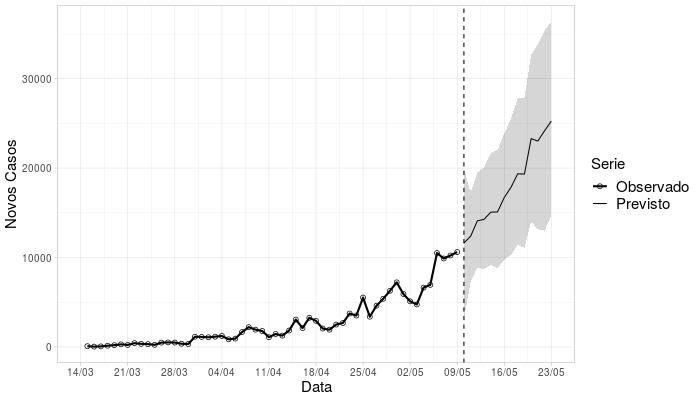 Novos Casos
30000
20000
10000
0
14/03 21/03 28/03 04/04 11/04 18/04 25/04 02/05 09/05 16/05 23/05
Data
Serie
Observado
Previsto